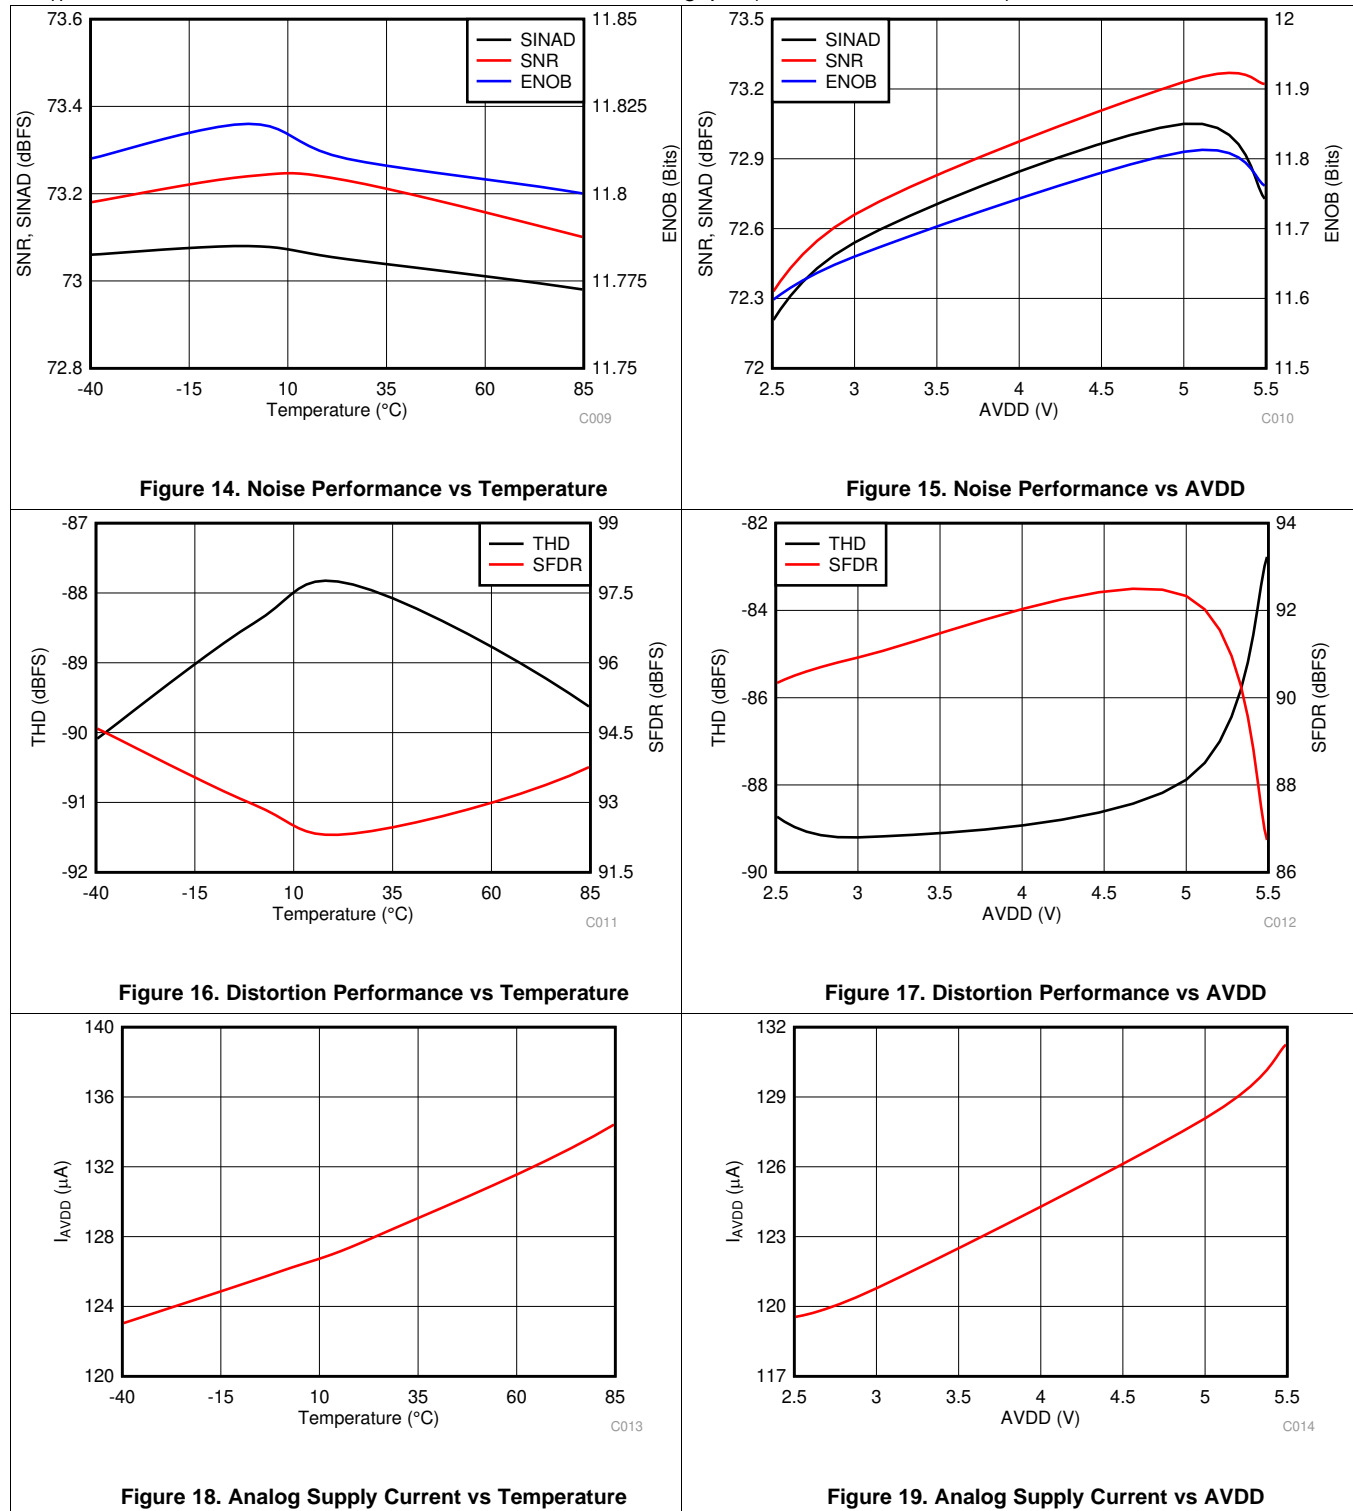 73.6
73.4
73.2
73
72.8
SNR, SINAD (dBFS)
SINAD
SNR
ENOB
11.85
11.825
11.8
11.775
11.75
ENOB (Bits)
-40 -15 10 35 60 85
Temperature (°C)
C009
Figure 14. Noise Performance vs Temperature
73.5
73.2
72.9
72.6
72.3
72
SNR, SINAD (dBFS)
SINAD
SNR
ENOB
12
11.9
11.8
11.7
11.6
11.5
ENOB (Bits)
2.5 3 3.5 4 4.5 5 5.5
AVDD (V)
C010
Figure 15. Noise Performance vs AVDD
-87
-88
-89
-90
-91
-92
THD (dBFS)
THD
SFDR
99
97.5
96
94.5
93
91.5
SFDR (dBFS)
-40 -15 10 35 60 85
Temperature (°C)
C011
Figure 16. Distortion Performance vs Temperature
-82
-84
-86
-88
-90
THD (dBFS)
THD
SFDR
94
92
90
88
86
SFDR (dBFS)
2.5 3 3.5 4 4.5 5 5.5
AVDD (V)
C012
Figure 17. Distortion Performance vs AVDD
140
136
132
128
124
120
IAVDD (μA)
-40 -15 10 35 60 85
Temperature (°C)
C013
Figure 18. Analog Supply Current vs Temperature
132
129
126
123
120
117
IAVDD (μA)
2.5 3 3.5 4 4.5 5 5.5
AVDD (V)
C014
Figure 19. Analog Supply Current vs AVDD